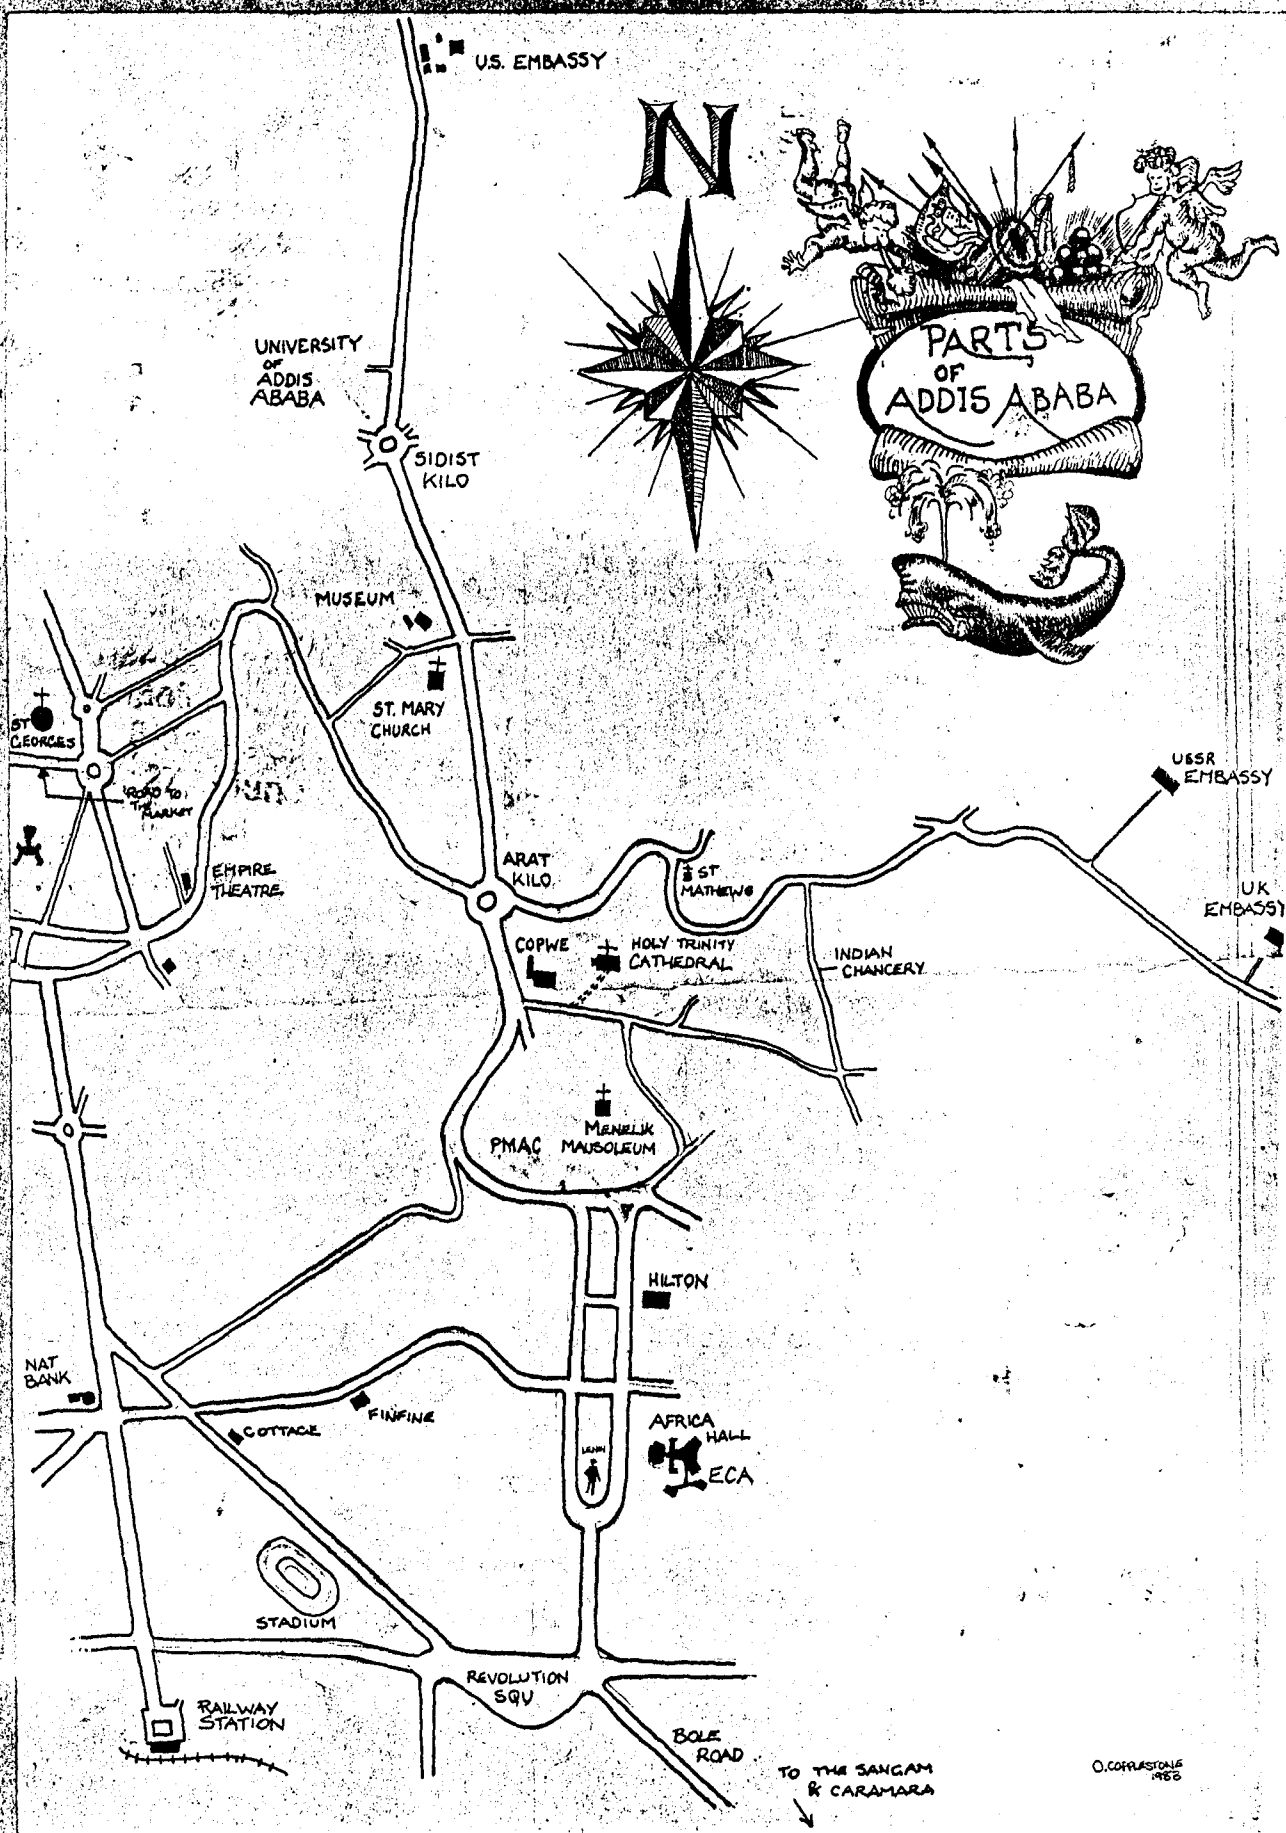 U.S. EMBASSY
N
PARTS
OF
ADDIS ABABA
UNIVERSITY
OF
ADDIS
ABABA
SIDIST
KILO
MUSEUM
ST. MARY
CHURCH
ST
GEORGES
ROAD TO
THE
MARKET
EMPIRE
THEATRE
ARAT
KILO
ST
MATHEWS
USSR
EMBASSY
UK
EMBASSY
COPWE
HOLY TRINITY
CATHEDRAL
INDIAN
CHANCERY
MENELIK
MAUSOLEUM
PMAC
HILTON
NAT
BANK
FINFINE
COTTAGE
AFRICA
HALL
ECA
LENIN
STADIUM
REVOLUTION
SQU
RAILWAY
STATION
BOLE
ROAD
TO THE SANGAM
& CARAMARA
O. COPPLESTONE